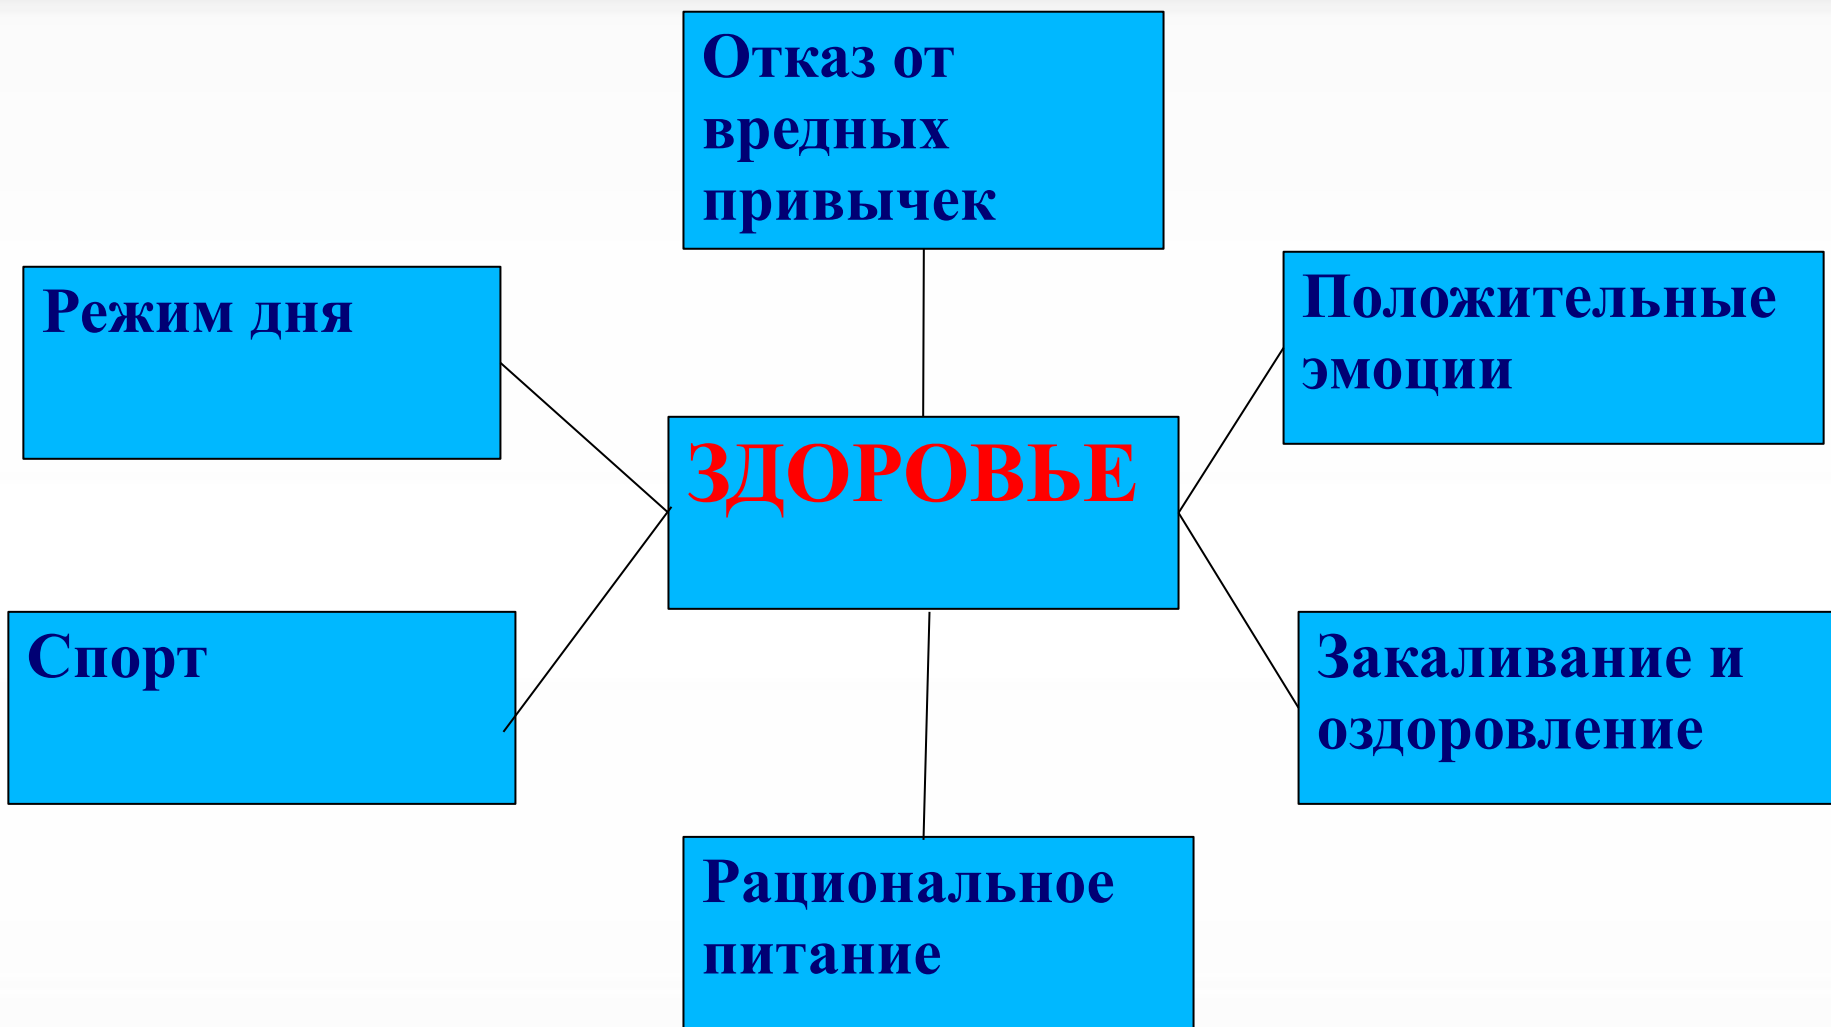 Отказ от
вредных
привычек
Режим дня
Положительные
эмоции
ЗДОРОВЬЕ
Спорт
Закаливание и
оздоровление
Рациональное
питание